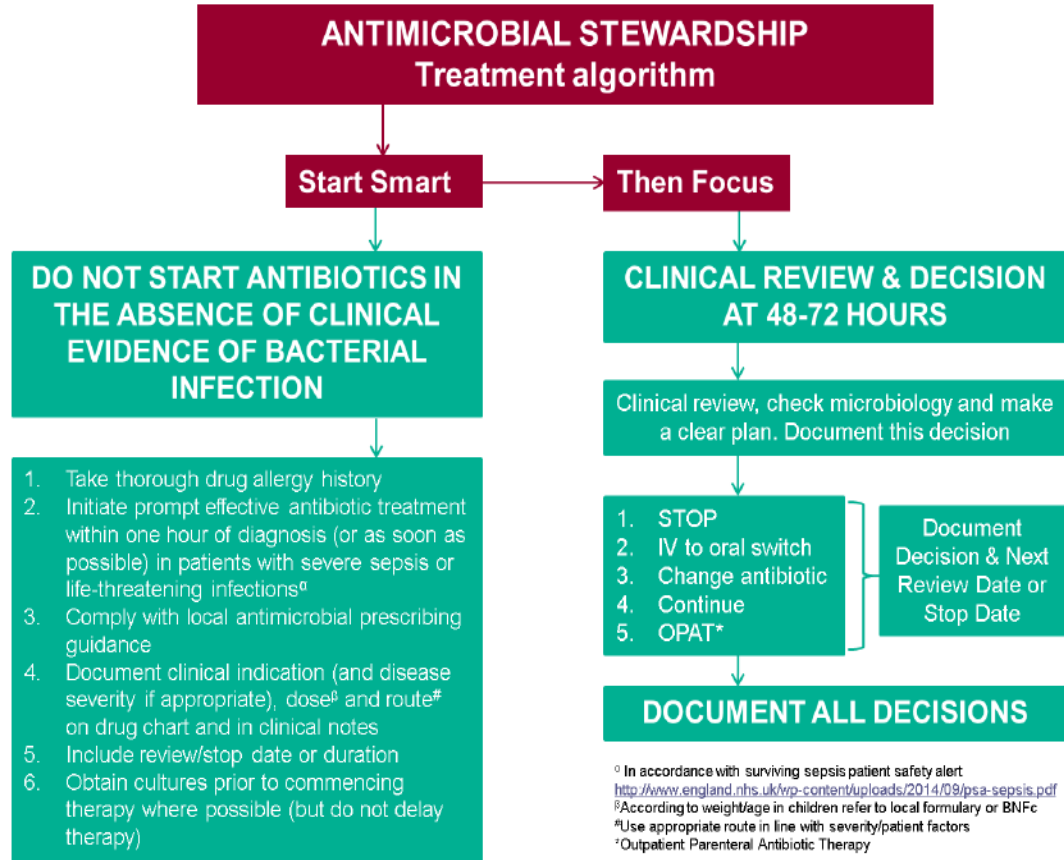 ANTIMICROBIAL STEWARDSHIP
Treatment algorithm
Start Smart
Then Focus
DO NOT START ANTIBIOTICS IN
THE ABSENCE OF CLINICAL
EVIDENCE OF BACTERIAL
INFECTION
1. Take thorough drug allergy history
2. Initiate prompt effective antibiotic treatment
within one hour of diagnosis (or as soon as
possible) in patients with severe sepsis or
life-threatening infectionsα
3. Comply with local antimicrobial prescribing
guidance
4. Document clinical indication (and disease
severity if appropriate), doseβ and route#
on drug chart and in clinical notes
5. Include review/stop date or duration
6. Obtain cultures prior to commencing
therapy where possible (but do not delay
therapy)
CLINICAL REVIEW & DECISION
AT 48-72 HOURS
Clinical review, check microbiology and make
a clear plan. Document this decision
1. STOP
2. IV to oral switch
3. Change antibiotic
4. Continue
5. OPAT*
Document
Decision & Next
Review Date or
Stop Date
DOCUMENT ALL DECISIONS
α In accordance with surviving sepsis patient safety alert
http://www.england.nhs.uk/wp-content/uploads/2014/09/psa-sepsis.pdf
βAccording to weight/age in children refer to local formulary or BNFc
#Use appropriate route in line with severity/patient factors
*Outpatient Parenteral Antibiotic Therapy